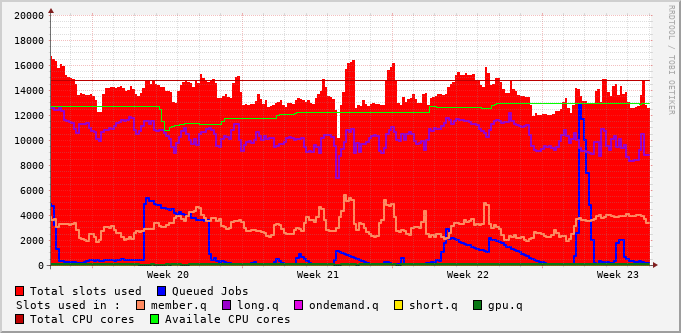 20000
18000
16000
14000
12000
10000
8000
6000
4000
2000
0
Week 20 Week 21 Week 22 Week 23
RRDTOOL / TOBI OETIKER
Total slots used Queued Jobs
Slots used in : member.q long.q ondemand.q short.q gpu.q
Total CPU cores Availale CPU cores